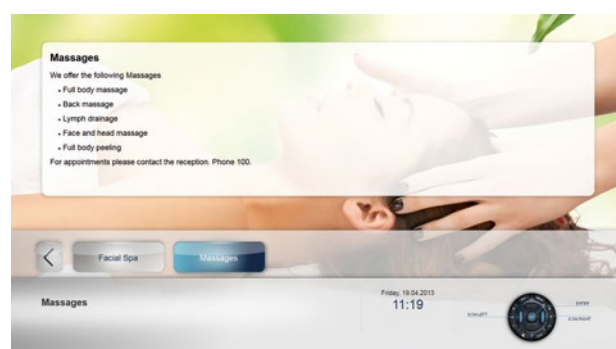 Massages
We offer the following Massages
• Full body massage
• Back massage
• Lymph drainage
• Face and head massage
• Full body peeling
For appointments please contact the reception. Phone 100.
Facial Spa
Massages
Massages
Friday, 19.04.2013
11:19
ENTER